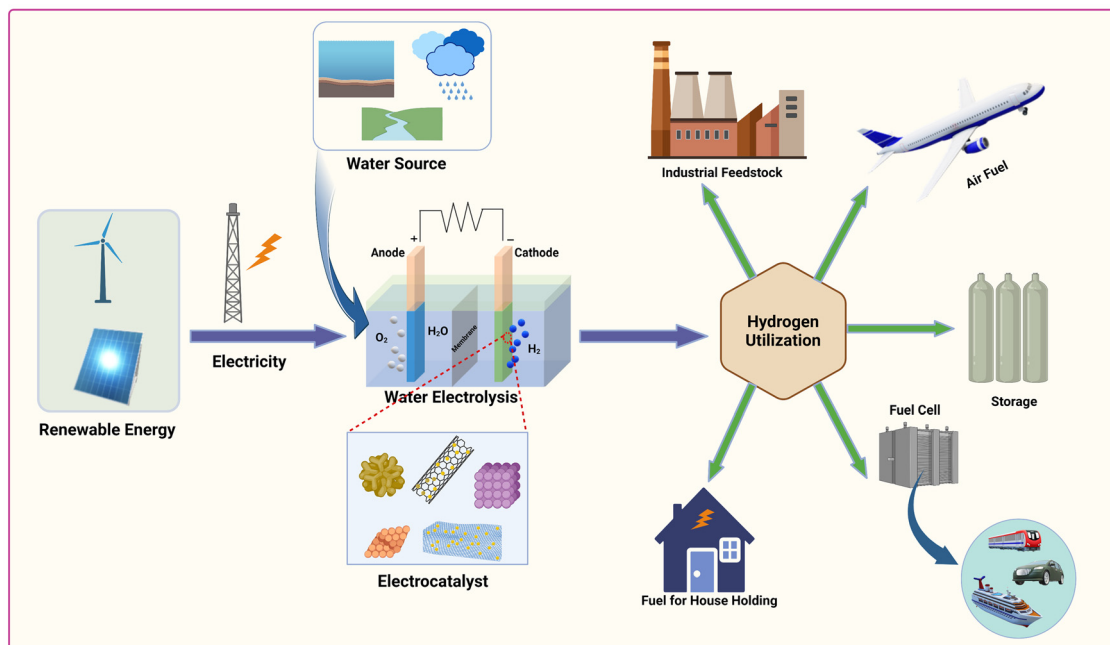 Water Source
Industrial Feedstock
Air Fuel
Renewable Energy
Electricity
Anode
+
−
Cathode
O2
H2O
Membrane
H2
Water Electrolysis
Electrocatalyst
Hydrogen
Utilization
Storage
Fuel Cell
Fuel for House Holding